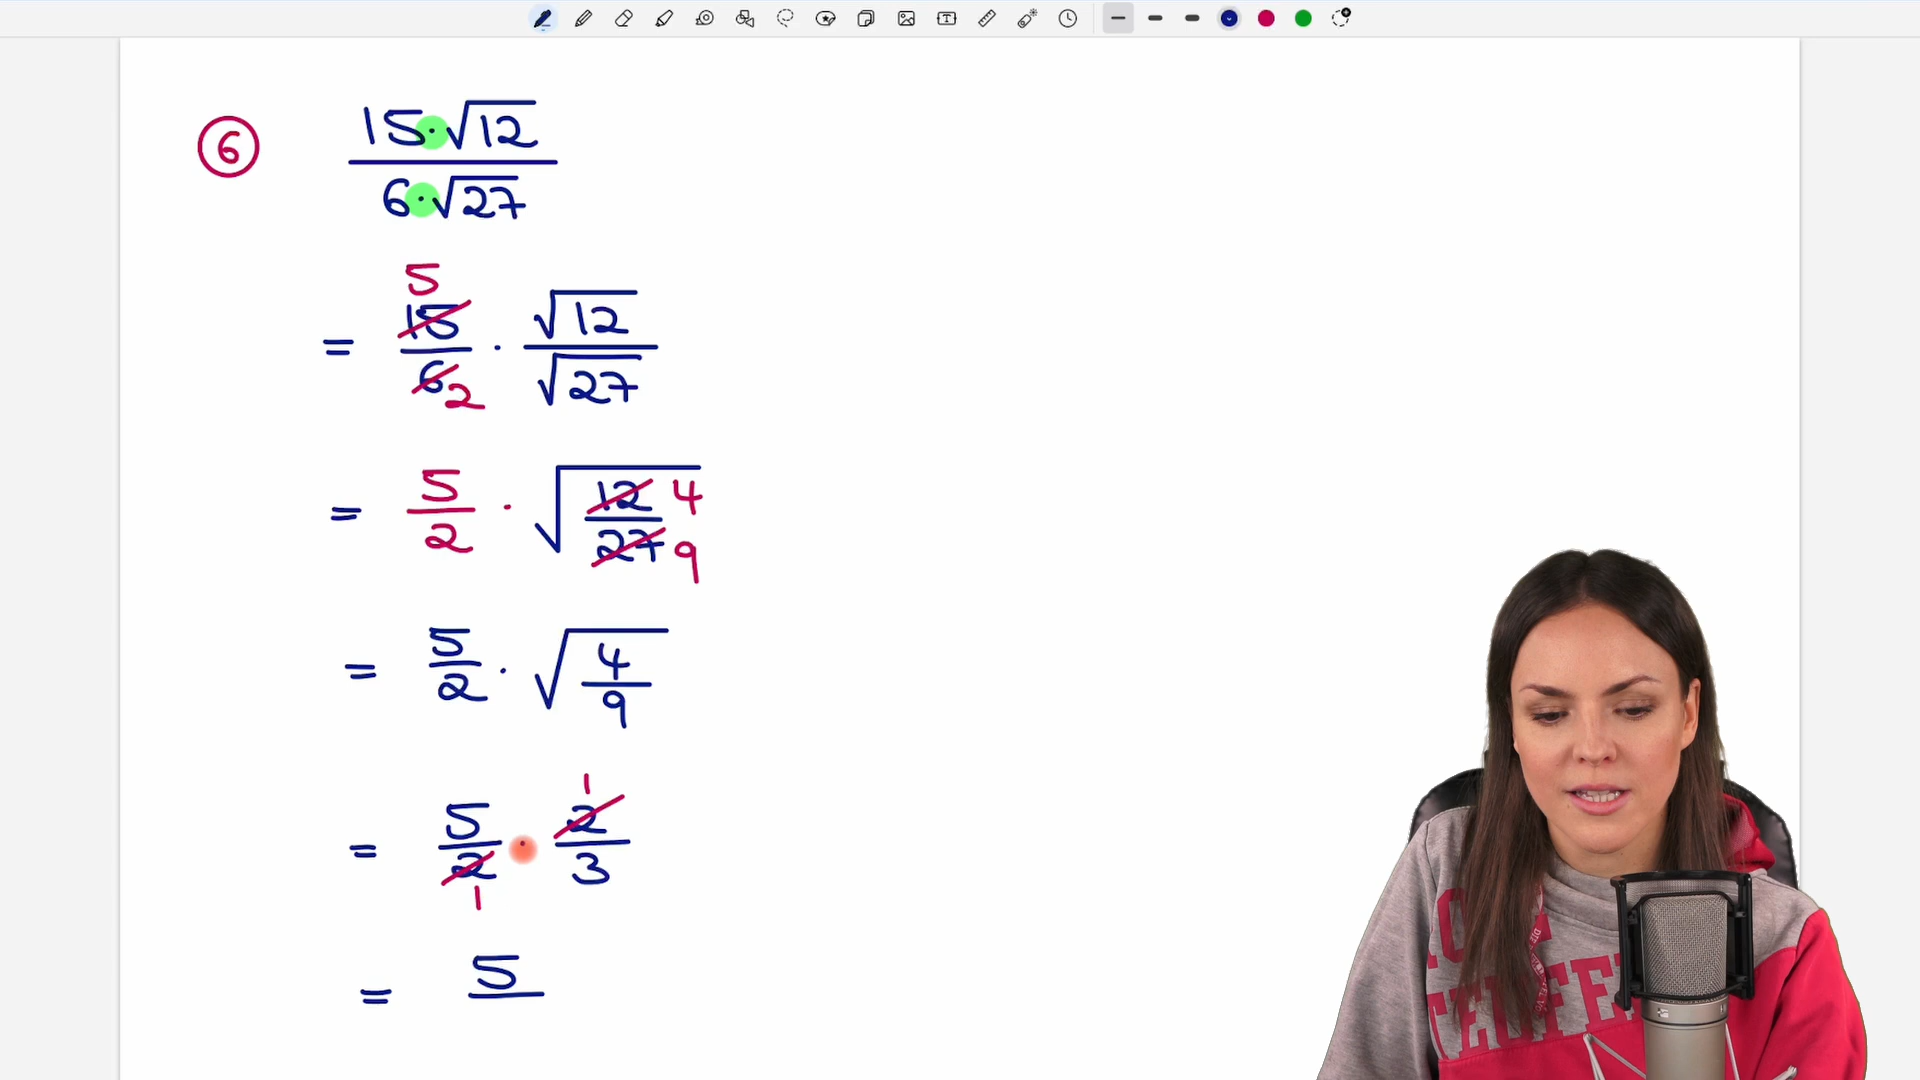 ⑥ 15·√12 / 6·√27
= 15/6 (5/2) · √12/√27
= 5/2 · √(12/27) 4/9
= 5/2 · √(4/9)
= 5/2 · 2/3 (1 1)
= 5/